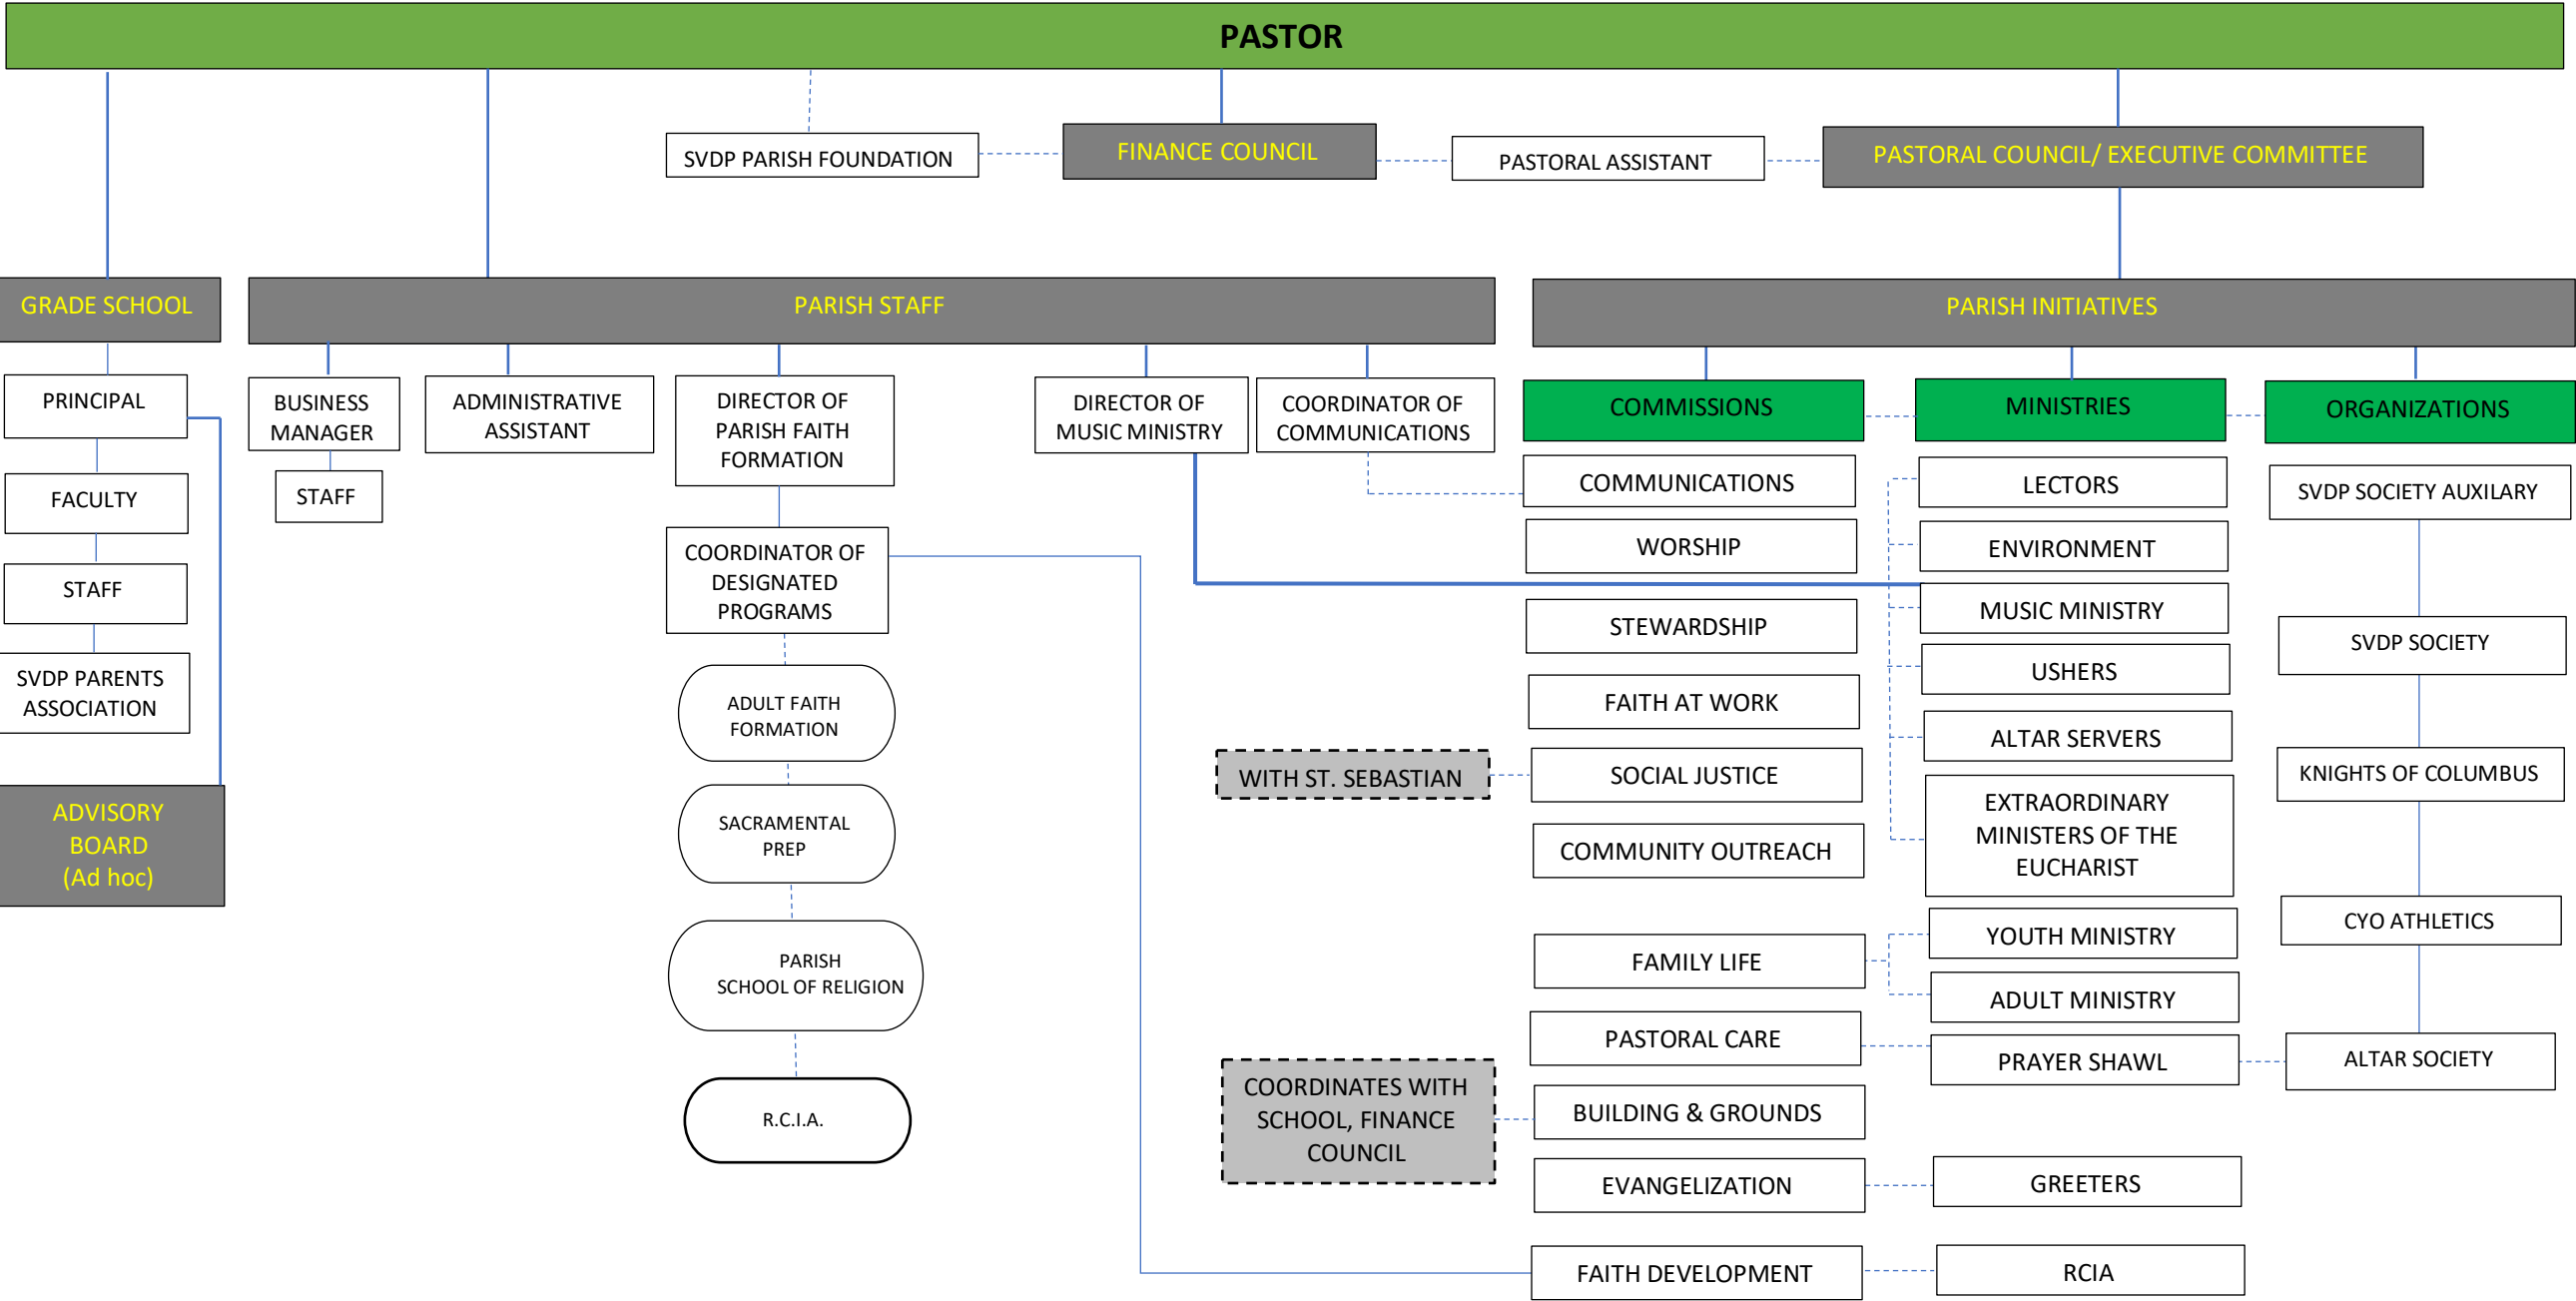 PASTOR
SVDP PARISH FOUNDATION
FINANCE COUNCIL
PASTORAL ASSISTANT
PASTORAL COUNCIL/ EXECUTIVE COMMITTEE
GRADE SCHOOL
PARISH STAFF
PARISH INITIATIVES
PRINCIPAL
FACULTY
STAFF
SVDP PARENTS
ASSOCIATION
ADVISORY
BOARD
(Ad hoc)
BUSINESS
MANAGER
STAFF
ADMINISTRATIVE
ASSISTANT
DIRECTOR OF
PARISH FAITH
FORMATION
COORDINATOR OF
DESIGNATED
PROGRAMS
ADULT FAITH
FORMATION
SACRAMENTAL
PREP
PARISH
SCHOOL OF RELIGION
R.C.I.A.
DIRECTOR OF
MUSIC MINISTRY
COORDINATOR OF
COMMUNICATIONS
COMMISSIONS
COMMUNICATIONS
WORSHIP
STEWARDSHIP
FAITH AT WORK
WITH ST. SEBASTIAN
SOCIAL JUSTICE
COMMUNITY OUTREACH
FAMILY LIFE
PASTORAL CARE
COORDINATES WITH
SCHOOL, FINANCE
COUNCIL
BUILDING & GROUNDS
EVANGELIZATION
FAITH DEVELOPMENT
MINISTRIES
LECTORS
ENVIRONMENT
MUSIC MINISTRY
USHERS
ALTAR SERVERS
EXTRAORDINARY
MINISTERS OF THE
EUCHARIST
YOUTH MINISTRY
ADULT MINISTRY
PRAYER SHAWL
GREETERS
RCIA
ORGANIZATIONS
SVDP SOCIETY AUXILARY
SVDP SOCIETY
KNIGHTS OF COLUMBUS
CYO ATHLETICS
ALTAR SOCIETY